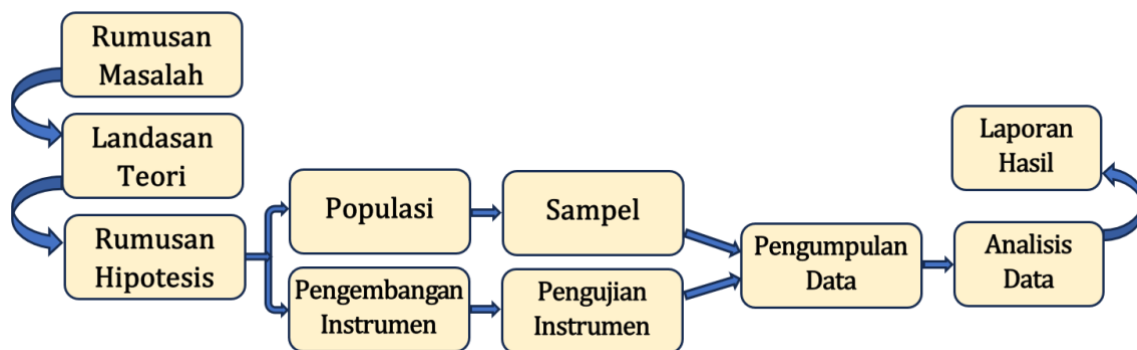 Rumusan
Masalah
Landasan
Teori
Rumusan
Hipotesis
Populasi
Sampel
Pengembangan
Instrumen
Pengujian
Instrumen
Pengumpulan
Data
Analisis
Data
Laporan
Hasil